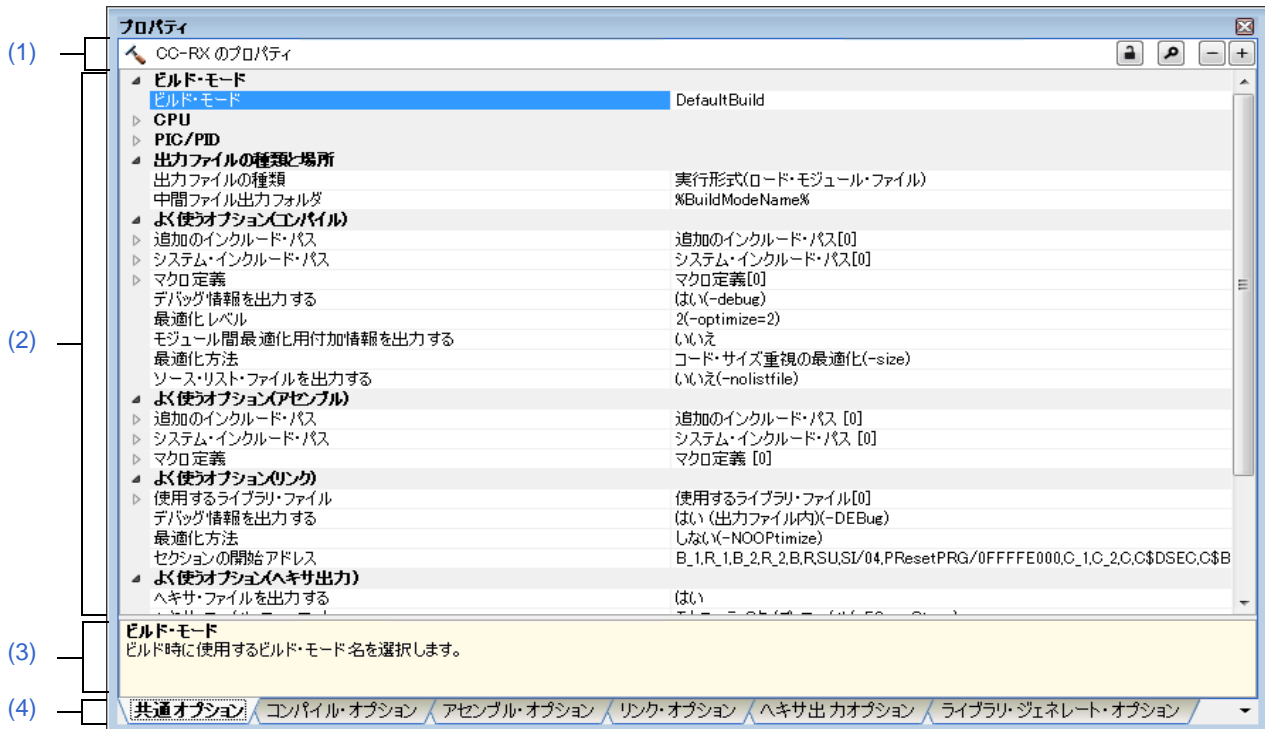 プロパティ
(1)
CC-RX のプロパティ
(2)
ビルド・モード
ビルド・モード DefaultBuild
CPU
PIC/PID
出力ファイルの種類と場所
出力ファイルの種類 実行形式(ロード・モジュール・ファイル)
中間ファイル出力フォルダ %BuildModeName%
よく使うオプション(コンパイル)
追加のインクルード・パス 追加のインクルード・パス[0]
システム・インクルード・パス システム・インクルード・パス[0]
マクロ定義 マクロ定義[0]
デバッグ情報を出力する はい(-debug)
最適化レベル 2(-optimize=2)
モジュール間最適化用付加情報を出力する いいえ
最適化方法 コード・サイズ重視の最適化(-size)
ソース・リスト・ファイルを出力する いいえ(-nolistfile)
よく使うオプション(アセンブル)
追加のインクルード・パス 追加のインクルード・パス [0]
システム・インクルード・パス システム・インクルード・パス [0]
マクロ定義 マクロ定義 [0]
よく使うオプション(リンク)
使用するライブラリ・ファイル 使用するライブラリ・ファイル[0]
デバッグ情報を出力する はい (出力ファイル内)(-DEBug)
最適化方法 しない(-NOOPtimize)
セクションの開始アドレス B_1,R_1,B_2,R_2,B,R,SU,SI/04,PResetPRG/0FFFFE000,C_1,C_2,C,C$DSEC,C$B
よく使うオプション(ヘキサ出力)
ヘキサ・ファイルを出力する はい
(3)
ビルド・モード
ビルド時に使用するビルド・モード名を選択します。
(4)
共通オプション コンパイル・オプション アセンブル・オプション リンク・オプション ヘキサ出力オプション ライブラリ・ジェネレート・オプション